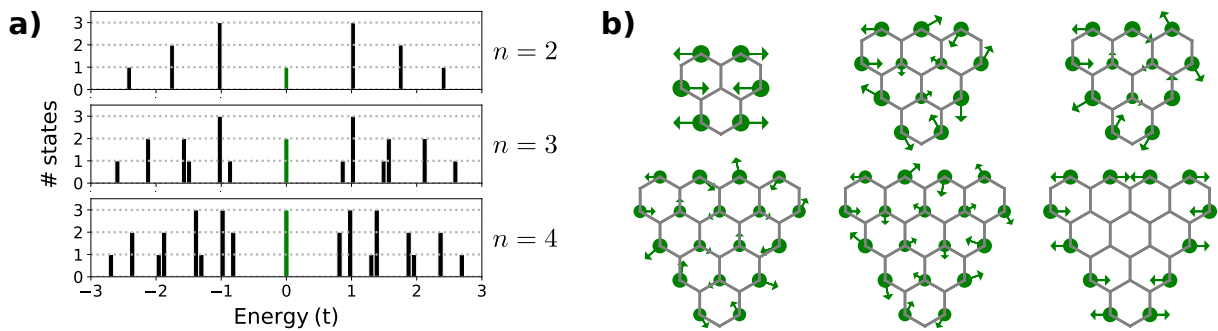 a)
b)
3
2
1
0
n = 2
3
2
1
0
n = 3
# states
3
2
1
0
n = 4
−3 −2 −1 0 1 2 3
Energy (t)